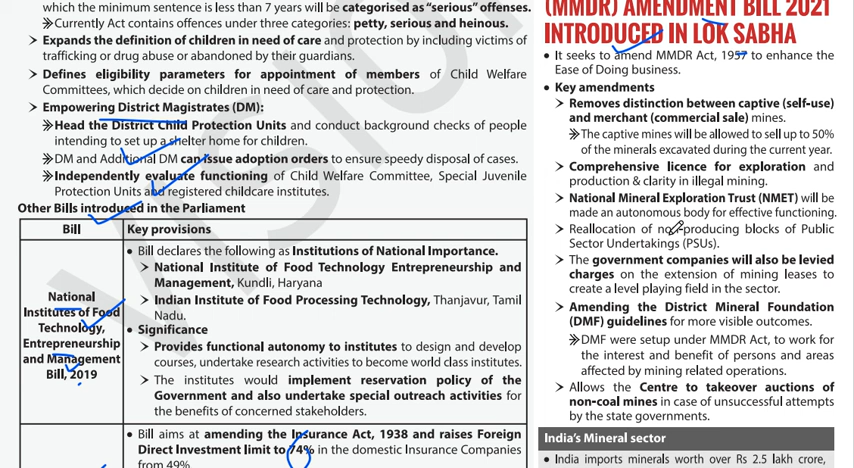 which the minimum sentence is less than 7 years will be categorised as “serious” offenses.
⪢Currently Act contains offences under three categories: petty, serious and heinous.
➢ Expands the definition of children in need of care and protection by including victims of
trafficking or drug abuse or abandoned by their guardians.
➢ Defines eligibility parameters for appointment of members of Child Welfare
Committees, which decide on children in need of care and protection.
➢ Empowering District Magistrates (DM):
⪢Head the District Child Protection Units and conduct background checks of people
intending to set up a shelter home for children.
⪢DM and Additional DM can issue adoption orders to ensure speedy disposal of cases.
⪢Independently evaluate functioning of Child Welfare Committee, Special Juvenile
Protection Units and registered childcare institutes.
Other Bills introduced in the Parliament
Bill
Key provisions
National
Institutes of Food
Technology,
Entrepreneurship
and Management
Bill, 2019
• Bill declares the following as Institutions of National Importance.
➢ National Institute of Food Technology Entrepreneurship and
Management, Kundli, Haryana
➢ Indian Institute of Food Processing Technology, Thanjavur, Tamil
Nadu.
• Significance
➢ Provides functional autonomy to institutes to design and develop
courses, undertake research activities to become world class institutes.
➢ The institutes would implement reservation policy of the
Government and also undertake special outreach activities for
the benefits of concerned stakeholders.
• Bill aims at amending the Insurance Act, 1938 and raises Foreign
Direct Investment limit to 74% in the domestic Insurance Companies
from 49%.
(MMDR) AMENDMENT BILL 2021
INTRODUCED IN LOK SABHA
• It seeks to amend MMDR Act, 1957 to enhance the
Ease of Doing business.
• Key amendments
➢ Removes distinction between captive (self-use)
and merchant (commercial sale) mines.
⪢The captive mines will be allowed to sell up to 50%
of the minerals excavated during the current year.
➢ Comprehensive licence for exploration and
production & clarity in illegal mining.
➢ National Mineral Exploration Trust (NMET) will be
made an autonomous body for effective functioning.
➢ Reallocation of non-producing blocks of Public
Sector Undertakings (PSUs).
➢ The government companies will also be levied
charges on the extension of mining leases to
create a level playing field in the sector.
➢ Amending the District Mineral Foundation
(DMF) guidelines for more visible outcomes.
⪢DMF were setup under MMDR Act, to work for
the interest and benefit of persons and areas
affected by mining related operations.
➢ Allows the Centre to takeover auctions of
non-coal mines in case of unsuccessful attempts
by the state governments.
India’s Mineral sector
• India imports minerals worth over Rs 2.5 lakh crore,